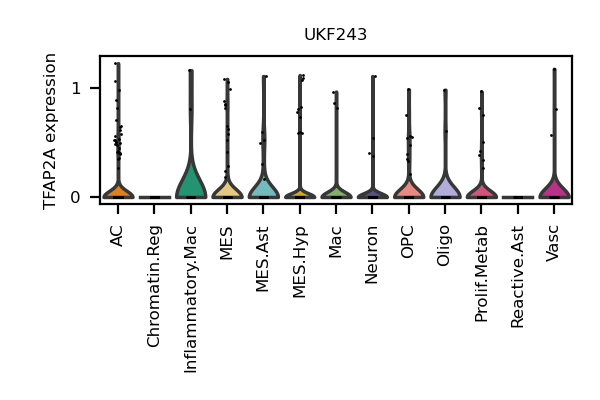 UKF243
TFAP2A expression
1
0
AC
Chromatin.Reg
Inflammatory.Mac
MES
MES.Ast
MES.Hyp
Mac
Neuron
OPC
Oligo
Prolif.Metab
Reactive.Ast
Vasc